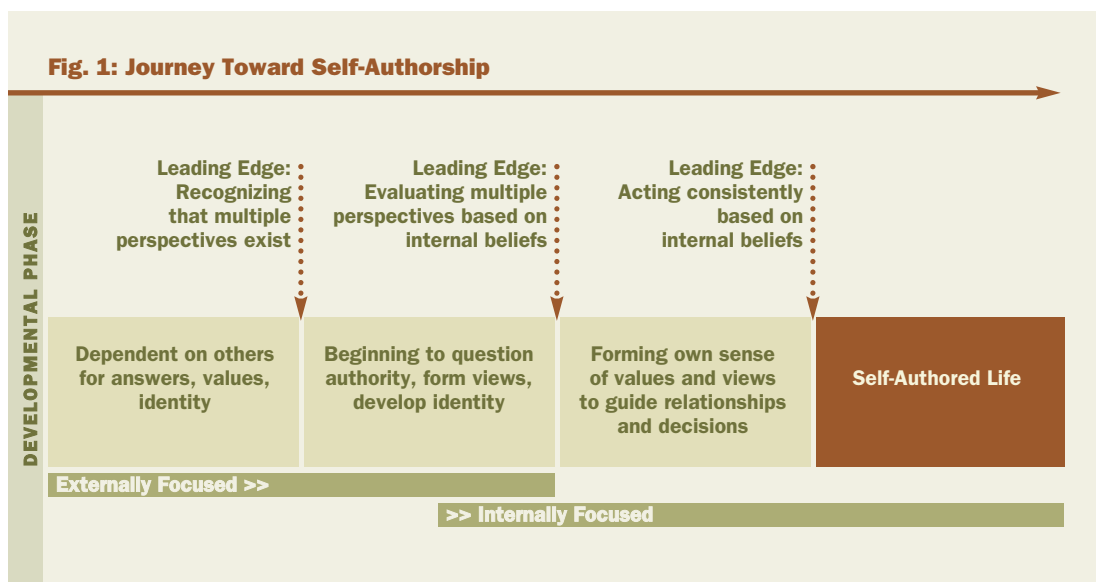 Fig. 1: Journey Toward Self-Authorship
Leading Edge:
Recognizing
that multiple
perspectives exist
Leading Edge:
Evaluating multiple
perspectives based on
internal beliefs
Leading Edge:
Acting consistently
based on
internal beliefs
DEVELOPMENTAL PHASE
Dependent on others
for answers, values,
identity
Beginning to question
authority, form views,
develop identity
Forming own sense
of values and views
to guide relationships
and decisions
Self-Authored Life
Externally Focused >>
>> Internally Focused